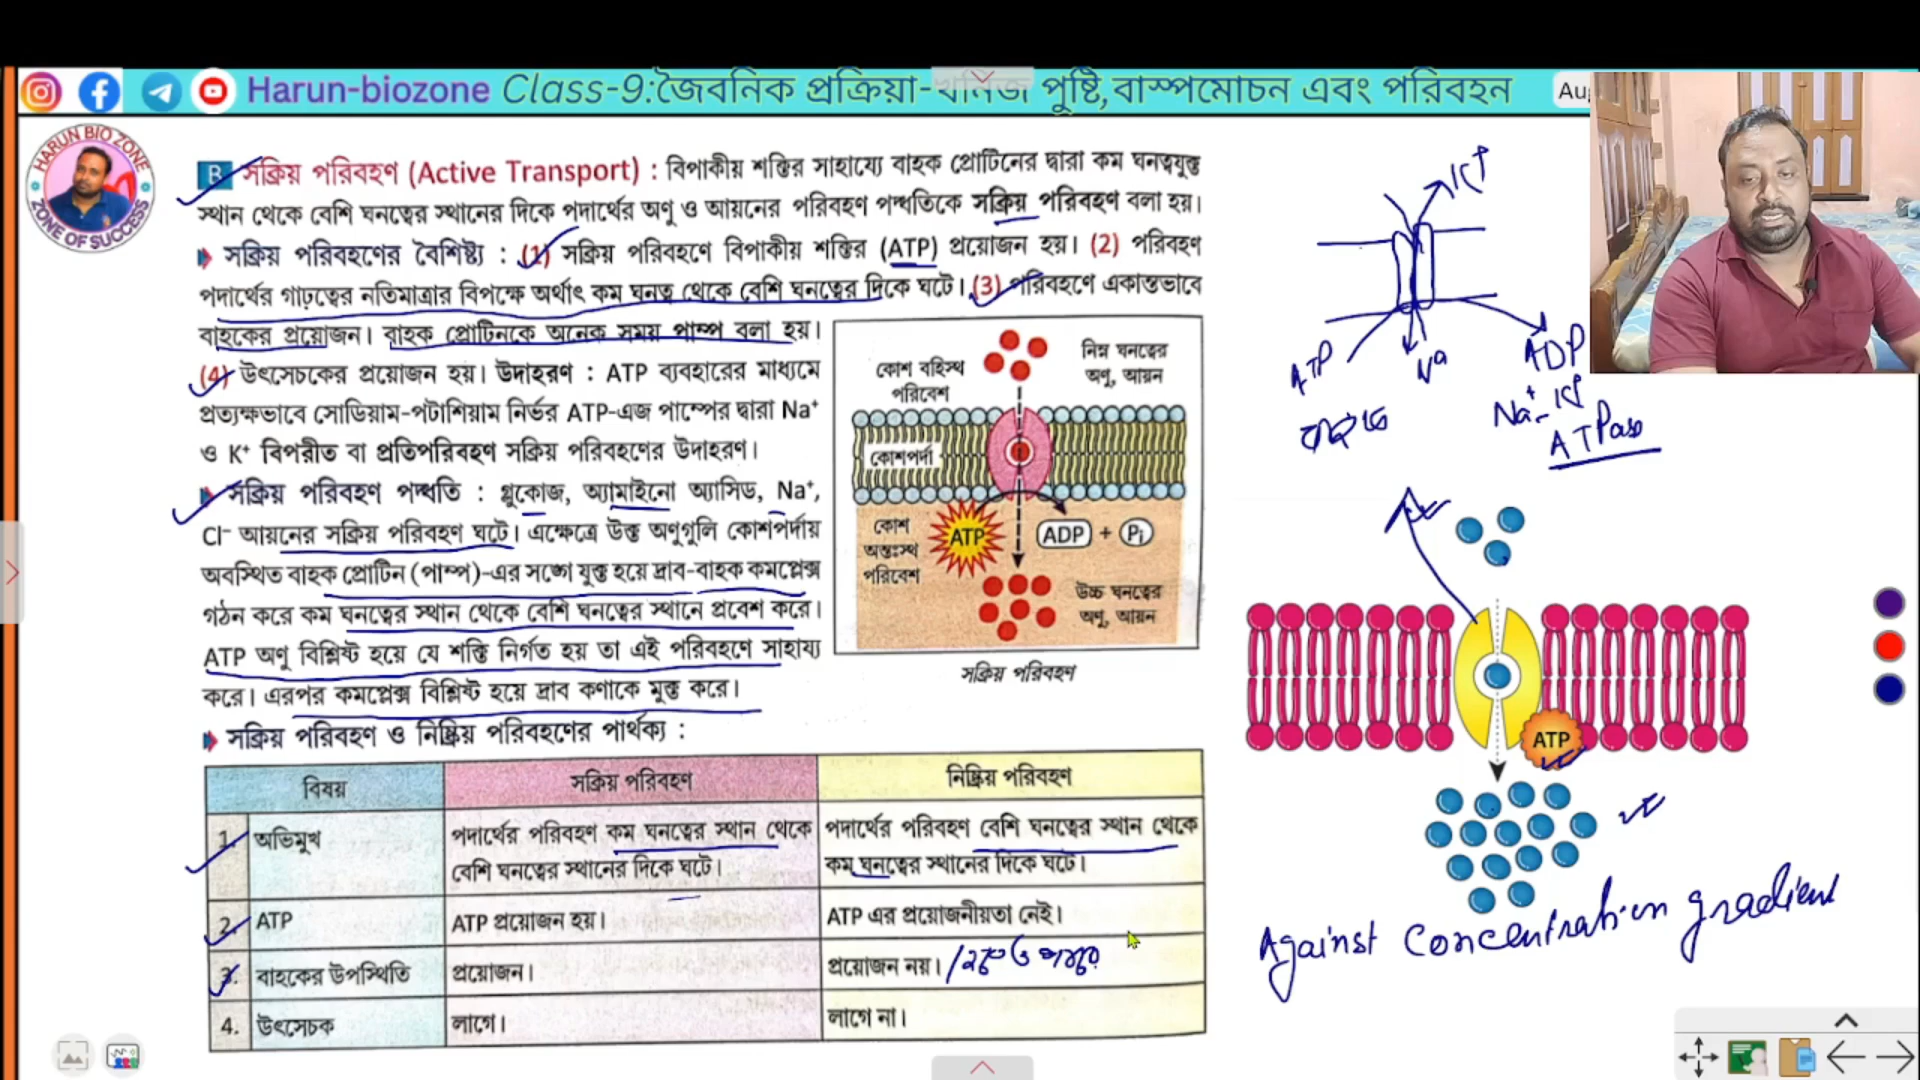 Harun-biozone Class-9:জৈবনিক প্রক্রিয়া-খনিজ পুষ্টি,বাস্পমোচন এবং পরিবহন
Au
HARUN BIO ZONE
ZONE OF SUCCESS
B সক্রিয় পরিবহণ (Active Transport) : বিপাকীয় শক্তির সাহায্যে বাহক প্রোটিনের দ্বারা কম ঘনত্বযুক্ত
স্থান থেকে বেশি ঘনত্বের স্থানের দিকে পদার্থের অণু ও আয়নের পরিবহণ পদ্ধতিকে সক্রিয় পরিবহণ বলা হয়।
সক্রিয় পরিবহণের বৈশিষ্ট্য : (1) সক্রিয় পরিবহণে বিপাকীয় শক্তির (ATP) প্রয়োজন হয়। (2) পরিবহণ
পদার্থের গাঢ়ত্বের নতিমাত্রার বিপক্ষে অর্থাৎ কম ঘনত্ব থেকে বেশি ঘনত্বের দিকে ঘটে। (3) পরিবহণে একান্তভাবে
বাহকের প্রয়োজন। বাহক প্রোটিনকে অনেক সময় পাম্প বলা হয়।
(4) উৎসেচকের প্রয়োজন হয়। উদাহরণ : ATP ব্যবহারের মাধ্যমে
প্রত্যক্ষভাবে সোডিয়াম-পটাশিয়াম নির্ভর ATP-এজ পাম্পের দ্বারা Na⁺
ও K⁺ বিপরীত বা প্রতিপরিবহণ সক্রিয় পরিবহণের উদাহরণ।
সক্রিয় পরিবহণ পদ্ধতি : গ্লুকোজ, অ্যামাইনো অ্যাসিড, Na⁺,
Cl⁻ আয়নের সক্রিয় পরিবহণ ঘটে। এক্ষেত্রে উক্ত অণুগুলি কোশপর্দায়
অবস্থিত বাহক প্রোটিন (পাম্প)-এর সঙ্গে যুক্ত হয়ে দ্রাব-বাহক কমপ্লেক্স
গঠন করে কম ঘনত্বের স্থান থেকে বেশি ঘনত্বের স্থানে প্রবেশ করে।
ATP অণু বিশ্লিষ্ট হয়ে যে শক্তি নির্গত হয় তা এই পরিবহণে সাহায্য
করে। এরপর কমপ্লেক্স বিশ্লিষ্ট হয়ে দ্রাব কণাকে মুক্ত করে।
কোশ বহিস্থ
পরিবেশ
নিম্ন ঘনত্বের
অণু, আয়ন
কোশপর্দা
কোশ
অন্তঃস্থ
পরিবেশ
ATP
ADP + Pi
উচ্চ ঘনত্বের
অণু, আয়ন
সক্রিয় পরিবহণ
সক্রিয় পরিবহণ ও নিষ্ক্রিয় পরিবহণের পার্থক্য :
বিষয় সক্রিয় পরিবহণ নিষ্ক্রিয় পরিবহণ
1. অভিমুখ পদার্থের পরিবহণ কম ঘনত্বের স্থান থেকে পদার্থের পরিবহণ বেশি ঘনত্বের স্থান থেকে
বেশি ঘনত্বের স্থানের দিকে ঘটে। কম ঘনত্বের স্থানের দিকে ঘটে।
2. ATP ATP প্রয়োজন হয়। ATP এর প্রয়োজনীয়তা নেই।
3. বাহকের উপস্থিতি প্রয়োজন। প্রয়োজন নয়।
4. উৎসেচক লাগে। লাগে না।
K⁺
ATP
Na
ADP
Na⁺-K⁺
ATPase
ATP
Against Concentration gradient